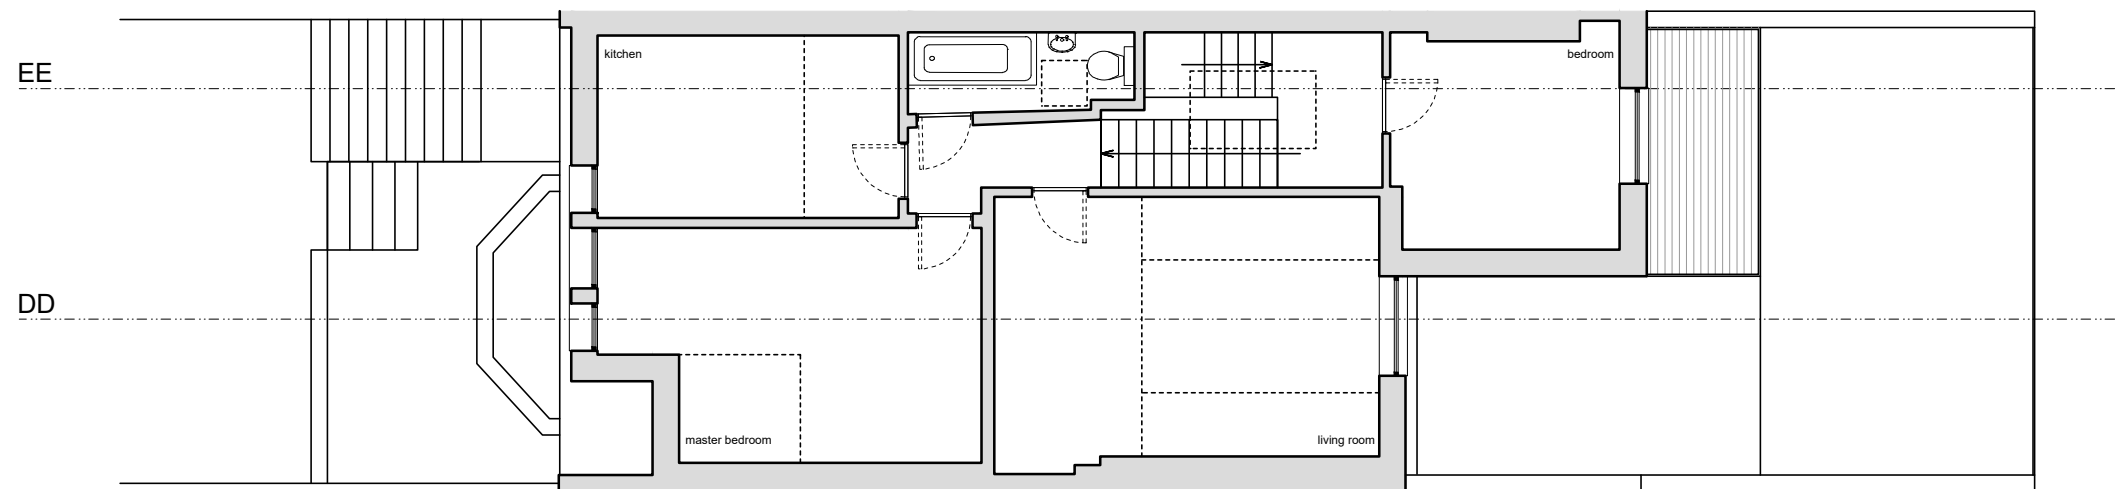 kitchen
bedroom
EE
DD
master bedroom
living room